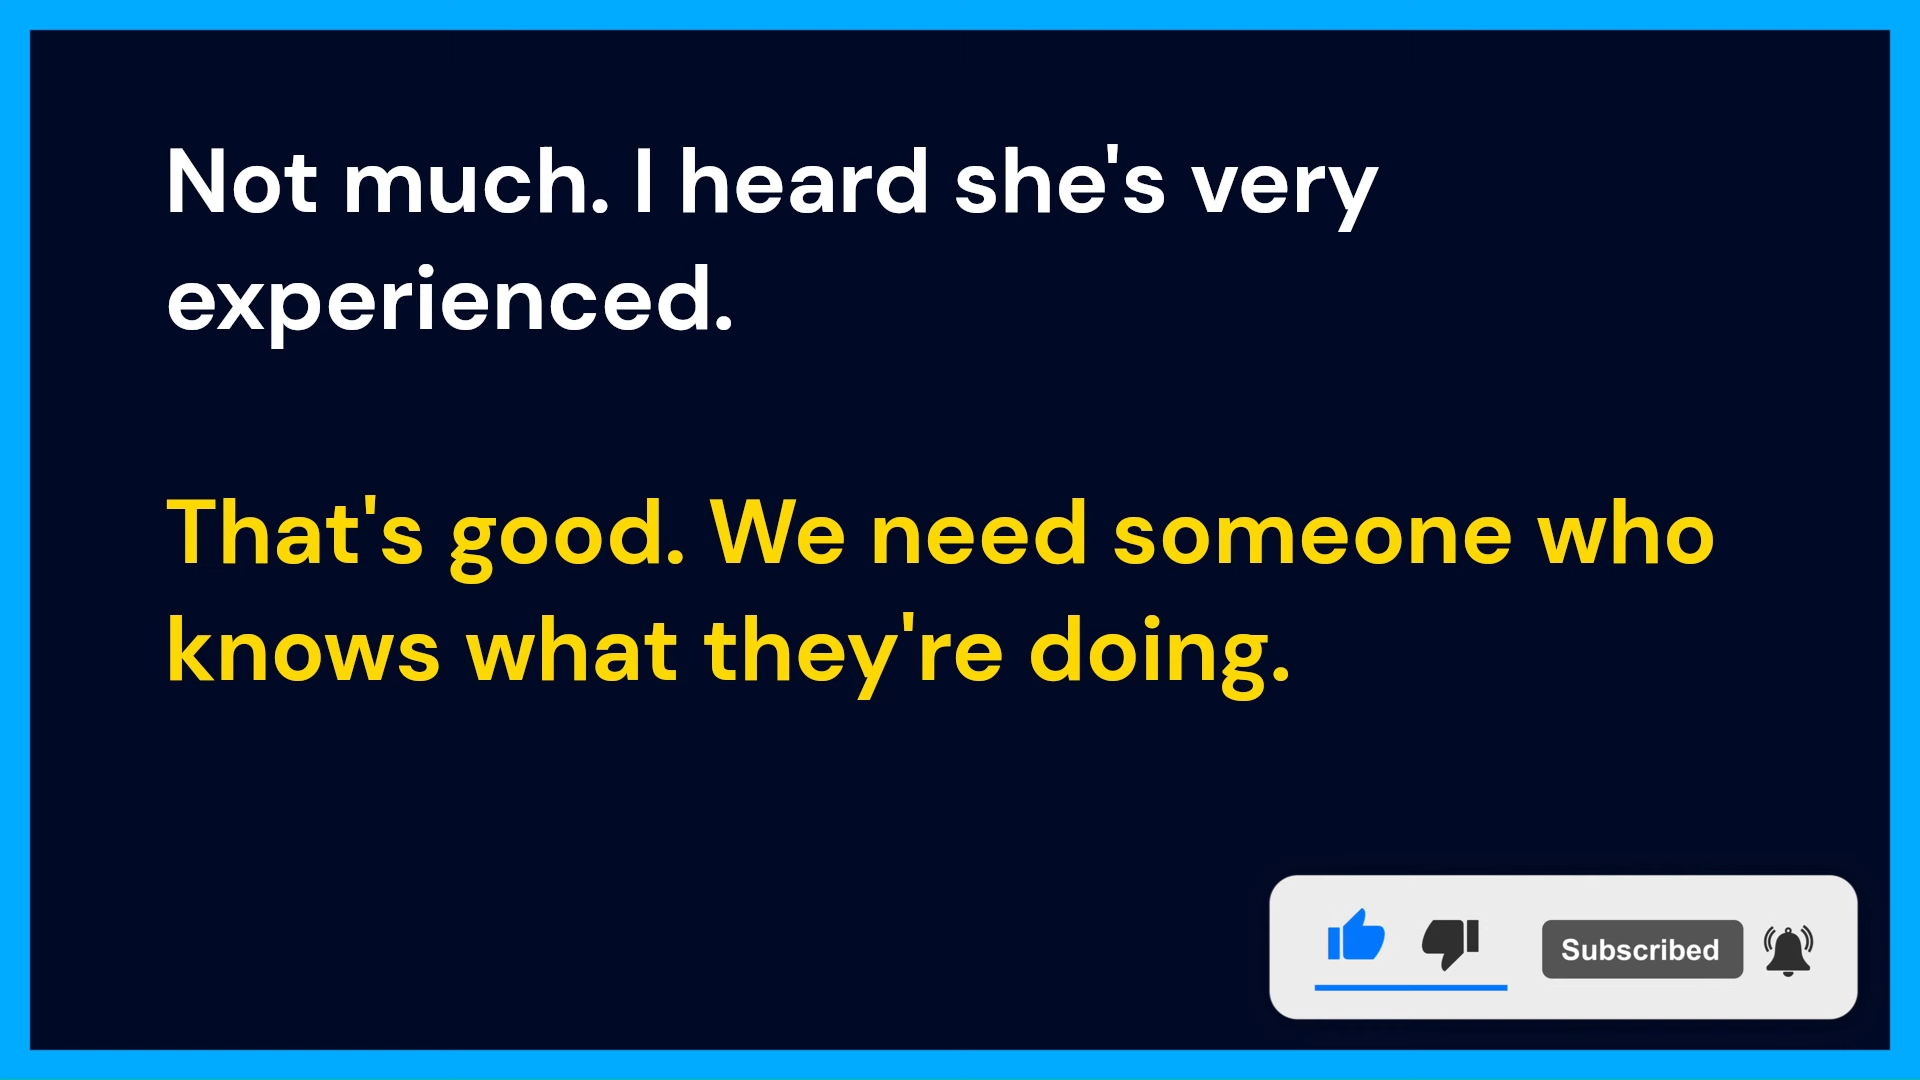 Not much. I heard she's very
experienced.
That's good. We need someone who
knows what they're doing.
Subscribed